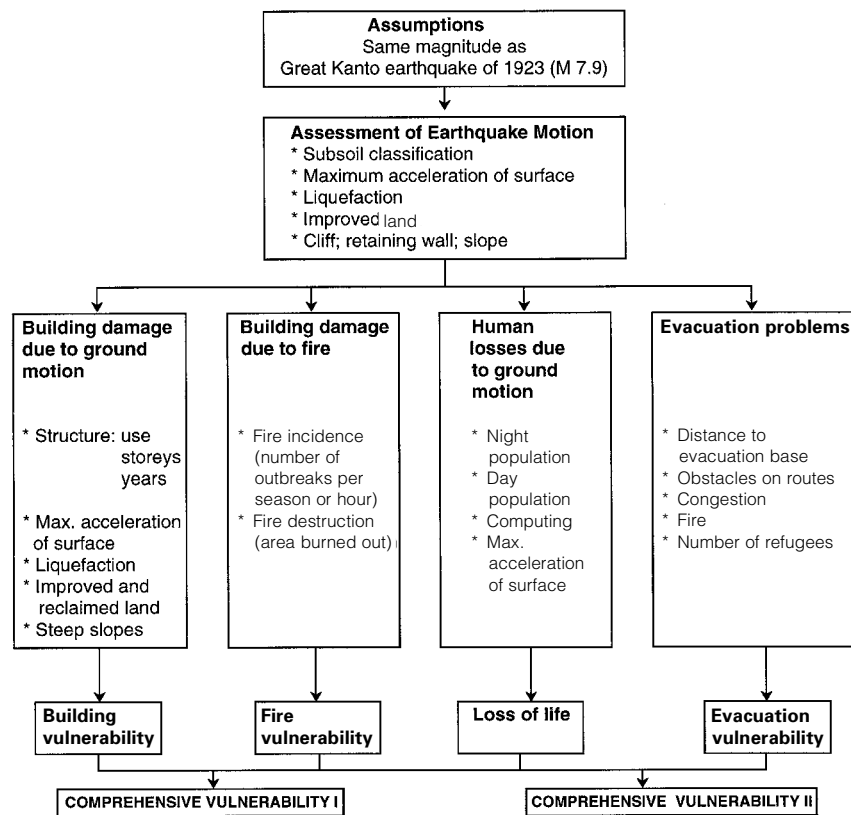 Assumptions
Same magnitude as
Great Kanto earthquake of 1923 (M 7.9)
Assessment of Earthquake Motion
* Subsoil classification
* Maximum acceleration of surface
* Liquefaction
* Improved land
* Cliff; retaining wall; slope
Building damage
due to ground
motion
* Structure: use
storeys
years
* Max. acceleration
of surface
* Liquefaction
* Improved and
reclaimed land
* Steep slopes
Building damage
due to fire
* Fire incidence
(number of
outbreaks per
season or hour)
* Fire destruction
(area burned out)
Human
losses due
to ground
motion
* Night
population
* Day
population
* Computing
* Max.
acceleration
of surface
Evacuation problems
* Distance to
evacuation base
* Obstacles on routes
* Congestion
* Fire
* Number of refugees
Building
vulnerability
Fire
vulnerability
Loss of life
Evacuation
vulnerability
COMPREHENSIVE VULNERABILITY I
COMPREHENSIVE VULNERABILITY II